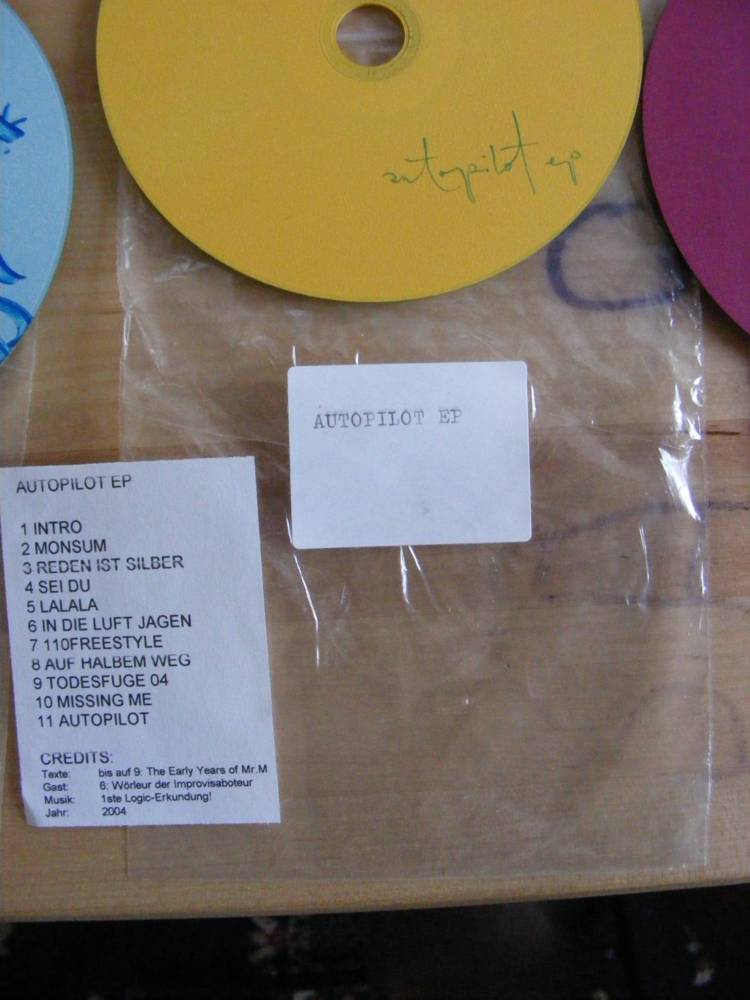 autopilot ep
AUTOPILOT EP
AUTOPILOT EP
1 INTRO
2 MONSUM
3 REDEN IST SILBER
4 SEI DU
5 LALALA
6 IN DIE LUFT JAGEN
7 110FREESTYLE
8 AUF HALBEM WEG
9 TODESFUGE 04
10 MISSING ME
11 AUTOPILOT
CREDITS:
Texte: bis auf 9: The Early Years of Mr.M
Gast: 6: Wörleur der Improvisaboteur
Musik: 1ste Logic-Erkundung!
Jahr: 2004